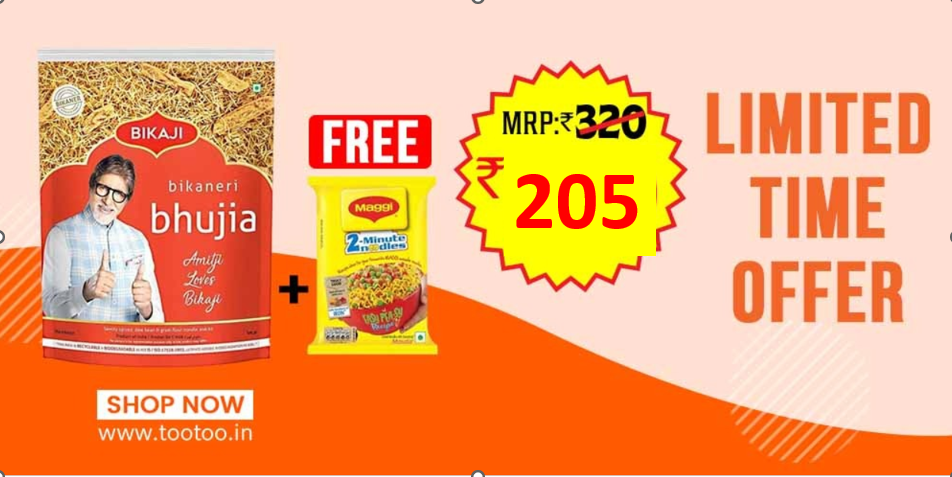 BIKANER
BIKAJI
bikaneri
bhujia
Amitji
Loves
Bikaji
+
FREE
Maggi
2-Minute
noodles
MRP:₹320
₹ 205
LIMITED
TIME
OFFER
SHOP NOW
www.tootoo.in